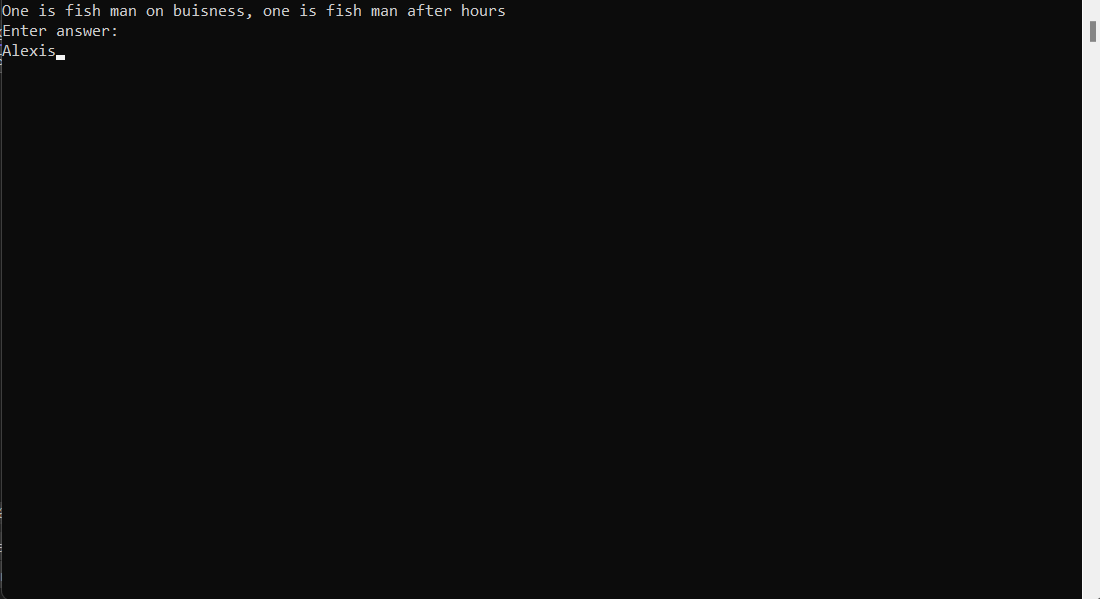 One is fish man on buisness, one is fish man after hours
Enter answer:
Alexis